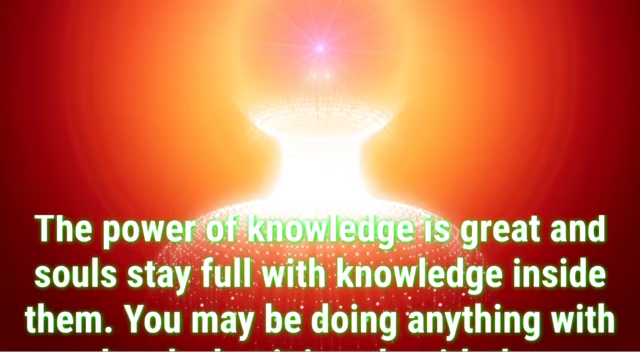 The power of knowledge is great and
souls stay full with knowledge inside
them. You may be doing anything with